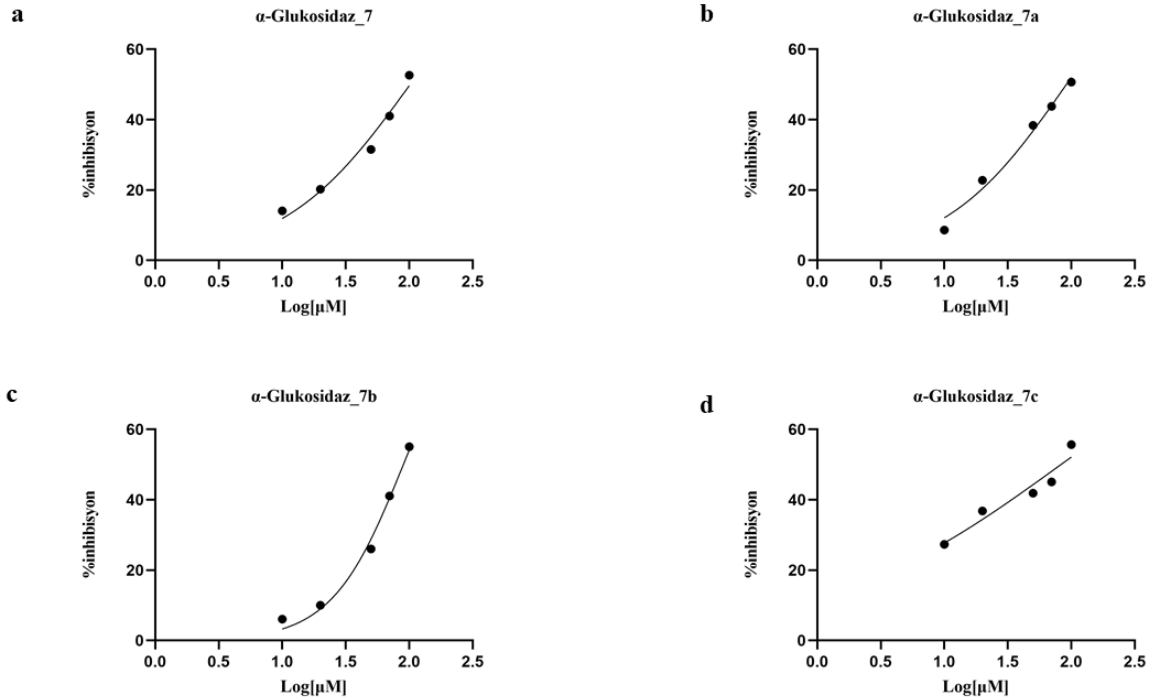 a
α-Glukosidaz_7
60
40
20
0
%inhibisyon
0.0 0.5 1.0 1.5 2.0 2.5
Log[μM]
b
α-Glukosidaz_7a
60
40
20
0
%inhibisyon
0.0 0.5 1.0 1.5 2.0 2.5
Log[μM]
c
α-Glukosidaz_7b
60
40
20
0
%inhibisyon
0.0 0.5 1.0 1.5 2.0 2.5
Log[μM]
d
α-Glukosidaz_7c
60
40
20
0
%inhibisyon
0.0 0.5 1.0 1.5 2.0 2.5
Log[μM]